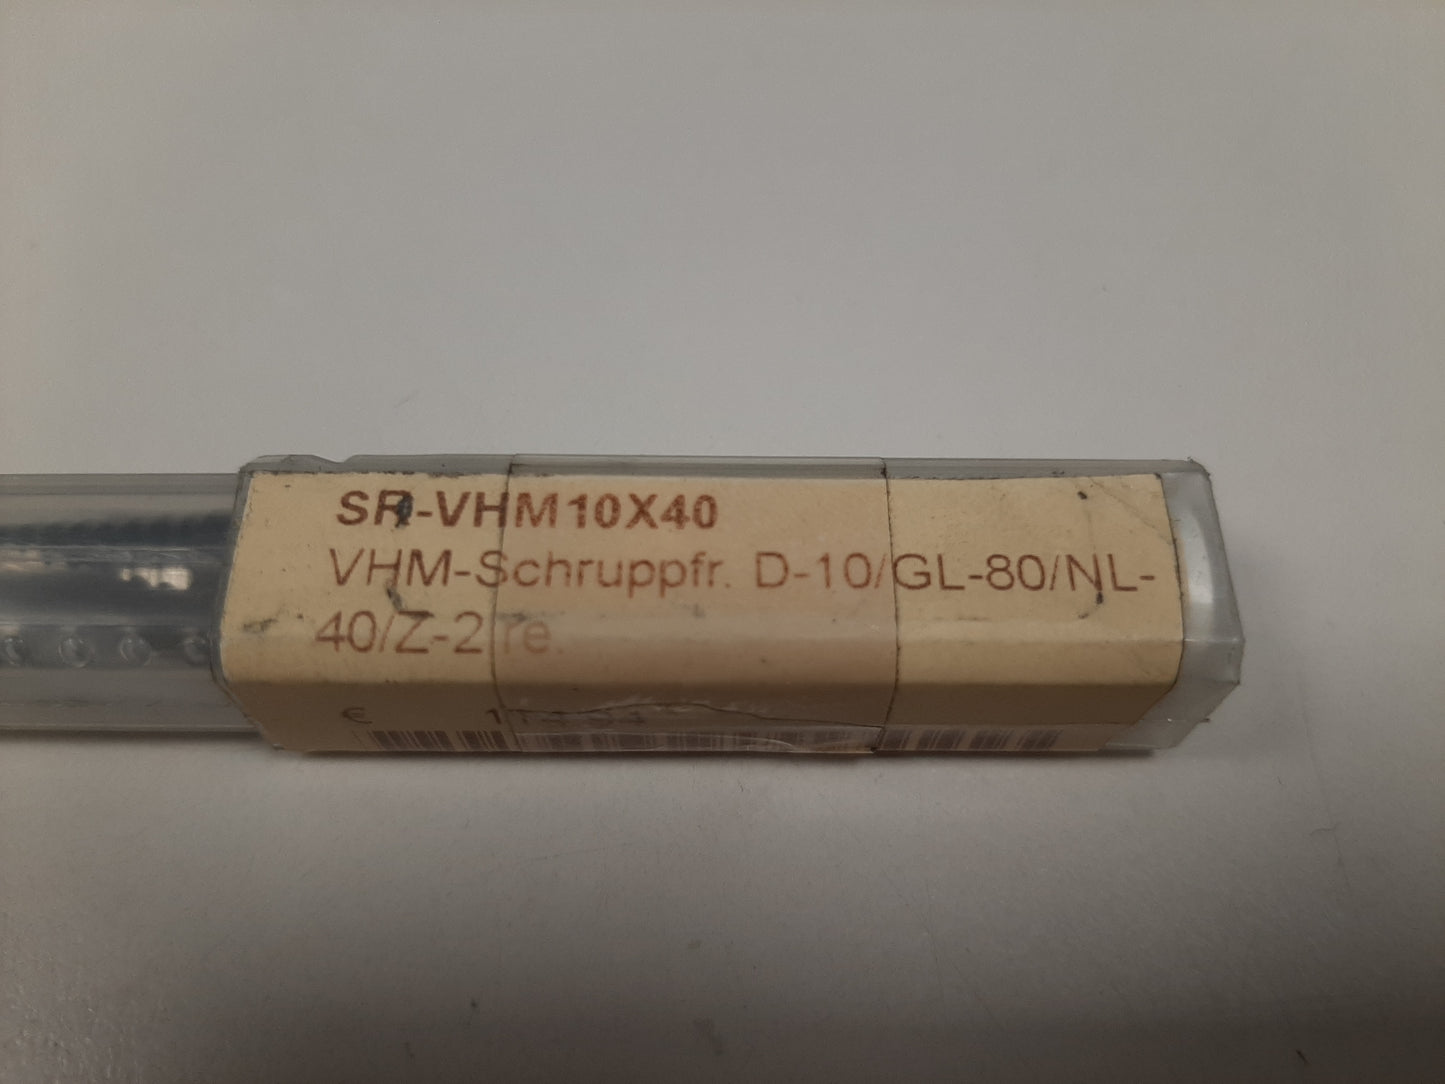 SR-VHM10X40
VHM-Schruppfr. D-10/GL-80/NL-
40/Z-2 re.
€